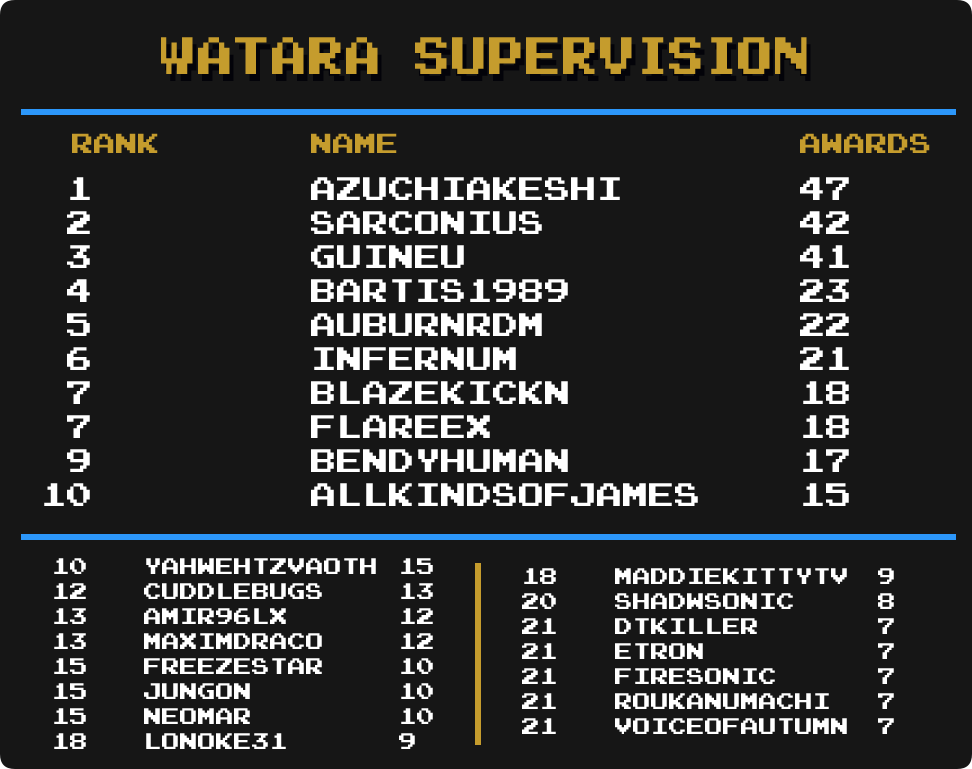 WATARA SUPERVISION
RANK NAME AWARDS
1 AZUCHIAKESHI 47
2 SARCONIUS 42
3 GUINEU 41
4 BARTIS1989 23
5 AUBURNRDM 22
6 INFERNUM 21
7 BLAZEKICKN 18
7 FLAREEX 18
9 BENDYHUMAN 17
10 ALLKINDSOFJAMES 15
10 YAHWEHTZVAOTH 15
12 CUDDLEBUGS 13
13 AMIR96LX 12
13 MAXIMDRACO 12
15 FREEZESTAR 10
15 JUNGON 10
15 NEOMAR 10
18 LONOKE31 9
18 MADDIEKITTYTV 9
20 SHADWSONIC 8
21 DTKILLER 7
21 ETRON 7
21 FIRESONIC 7
21 ROUKANUMACHI 7
21 VOICEOFAUTUMN 7